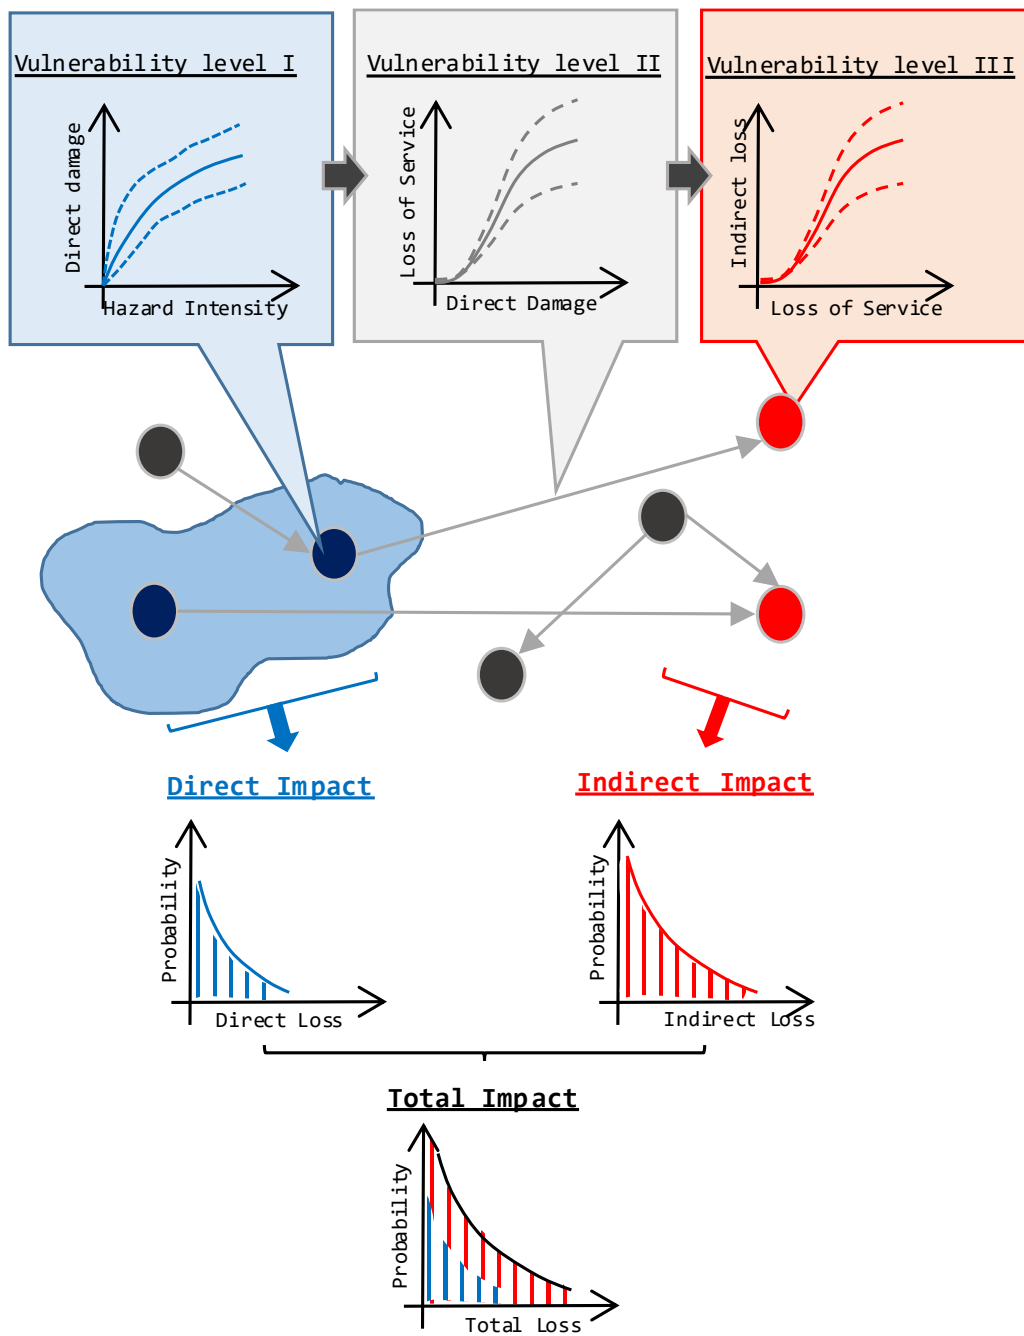 Vulnerability level I
Vulnerability level II
Vulnerability level III
Direct damage
Hazard Intensity
Loss of Service
Direct Damage
Indirect loss
Loss of Service
Direct Impact
Indirect Impact
Probability
Direct Loss
Probability
Indirect Loss
Total Impact
Probability
Total Loss